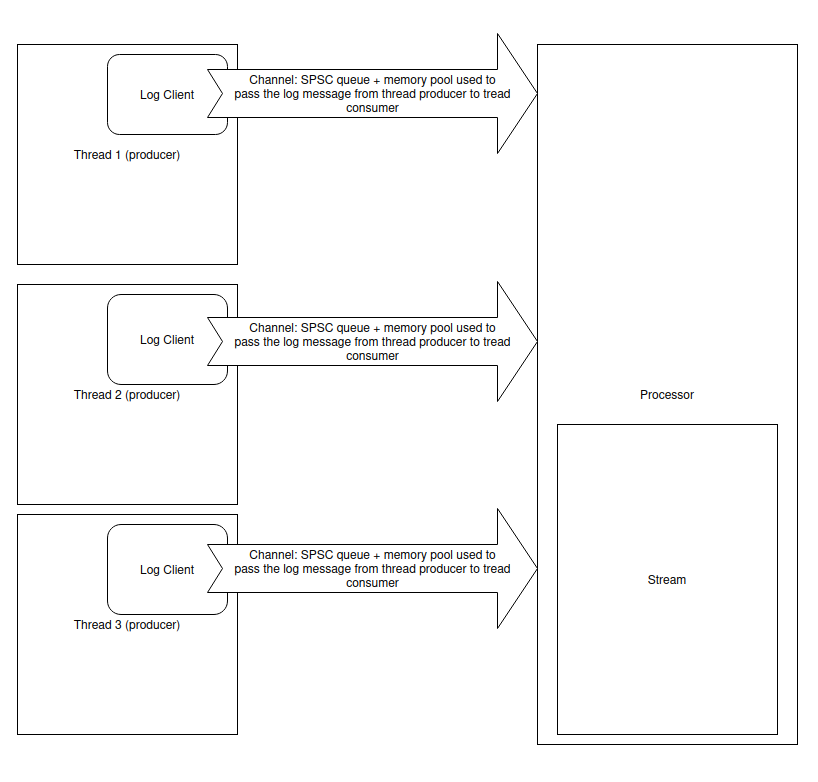 Log Client
Channel: SPSC queue + memory pool used to
pass the log message from thread producer to tread
consumer
Thread 1 (producer)
Log Client
Channel: SPSC queue + memory pool used to
pass the log message from thread producer to tread
consumer
Thread 2 (producer)
Processor
Log Client
Channel: SPSC queue + memory pool used to
pass the log message from thread producer to tread
consumer
Stream
Thread 3 (producer)